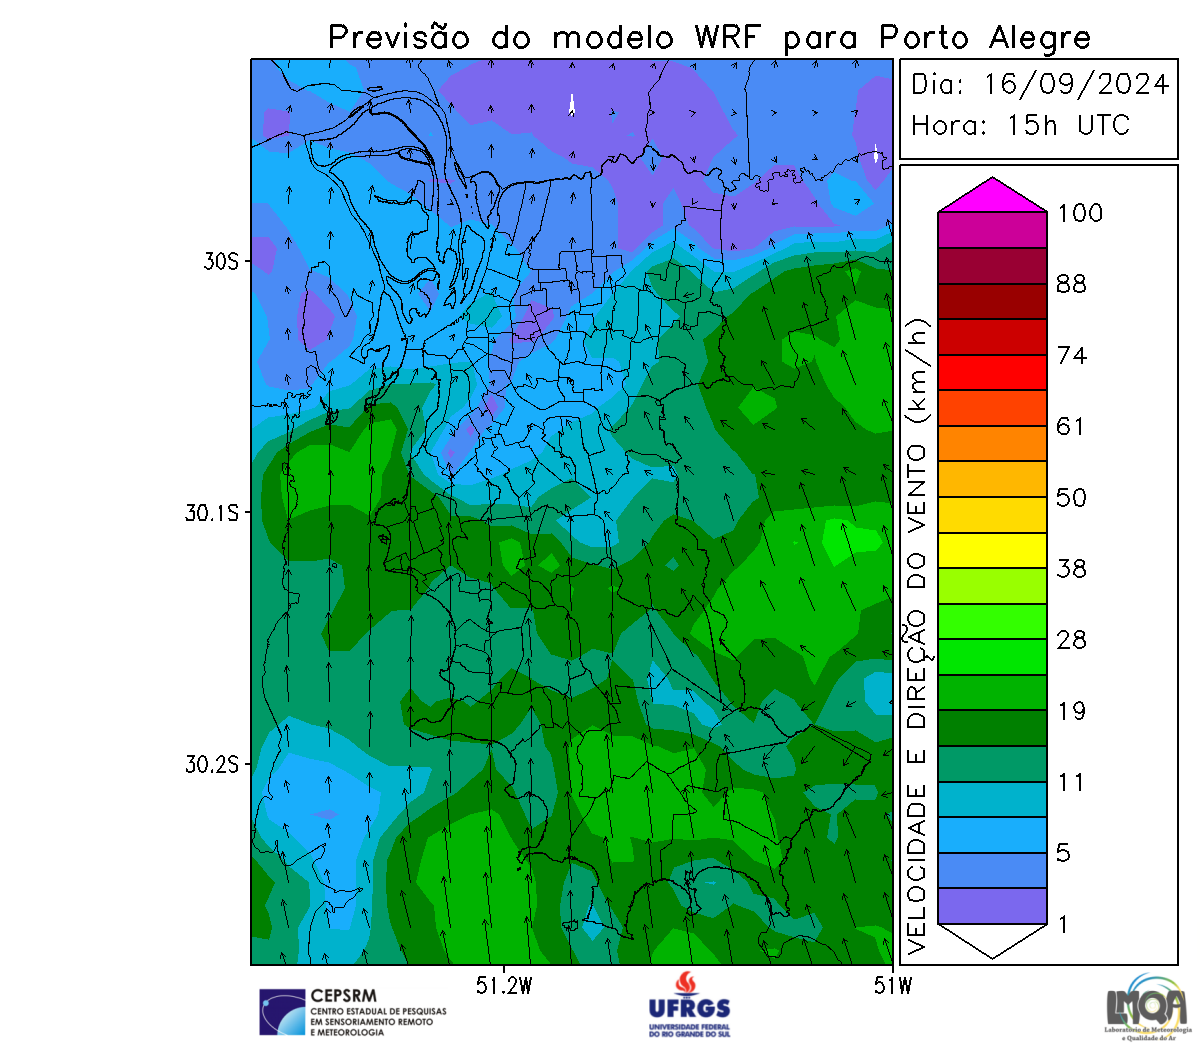 Previsão do modelo WRF para Porto Alegre
Dia: 16/09/2024
Hora: 15h UTC
30S
30.1S
30.2S
51.2W
51W
VELOCIDADE E DIREÇÃO DO VENTO (km/h)
100
88
74
61
50
38
28
19
11
5
1
CEPSRM
CENTRO ESTADUAL DE PESQUISAS
EM SENSORIAMENTO REMOTO
E METEOROLOGIA
UFRGS
UNIVERSIDADE FEDERAL
DO RIO GRANDE DO SUL
LMQA
Laboratório de Meteorologia
e Qualidade do Ar